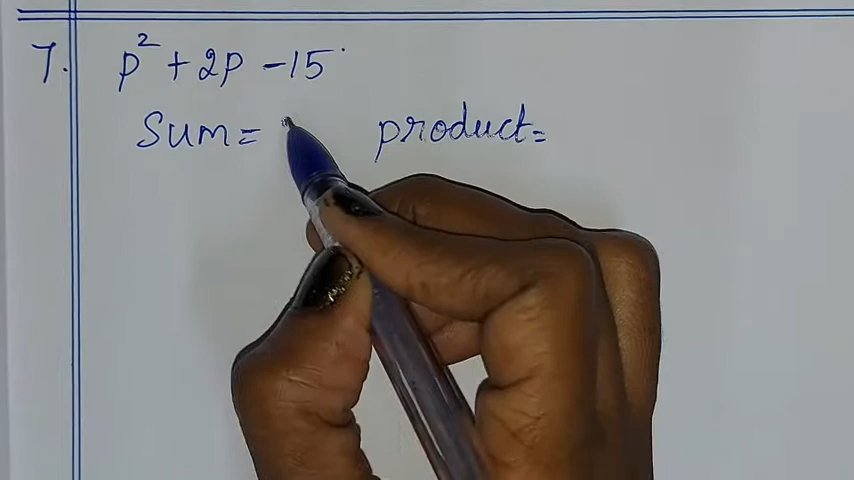 7. p² + 2p - 15
Sum= product=